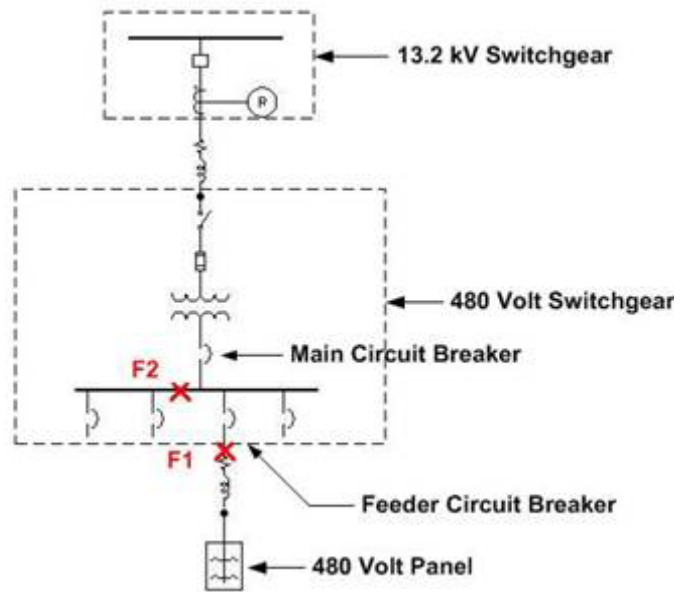 13.2 kV Switchgear
R
480 Volt Switchgear
Main Circuit Breaker
F2
F1
Feeder Circuit Breaker
480 Volt Panel